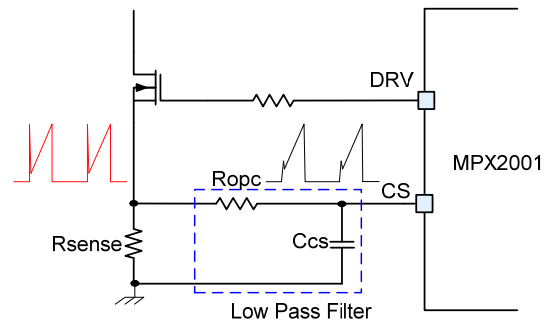 DRV
MPX2001
Ropc
CS
Rsense
Ccs
Low Pass Filter